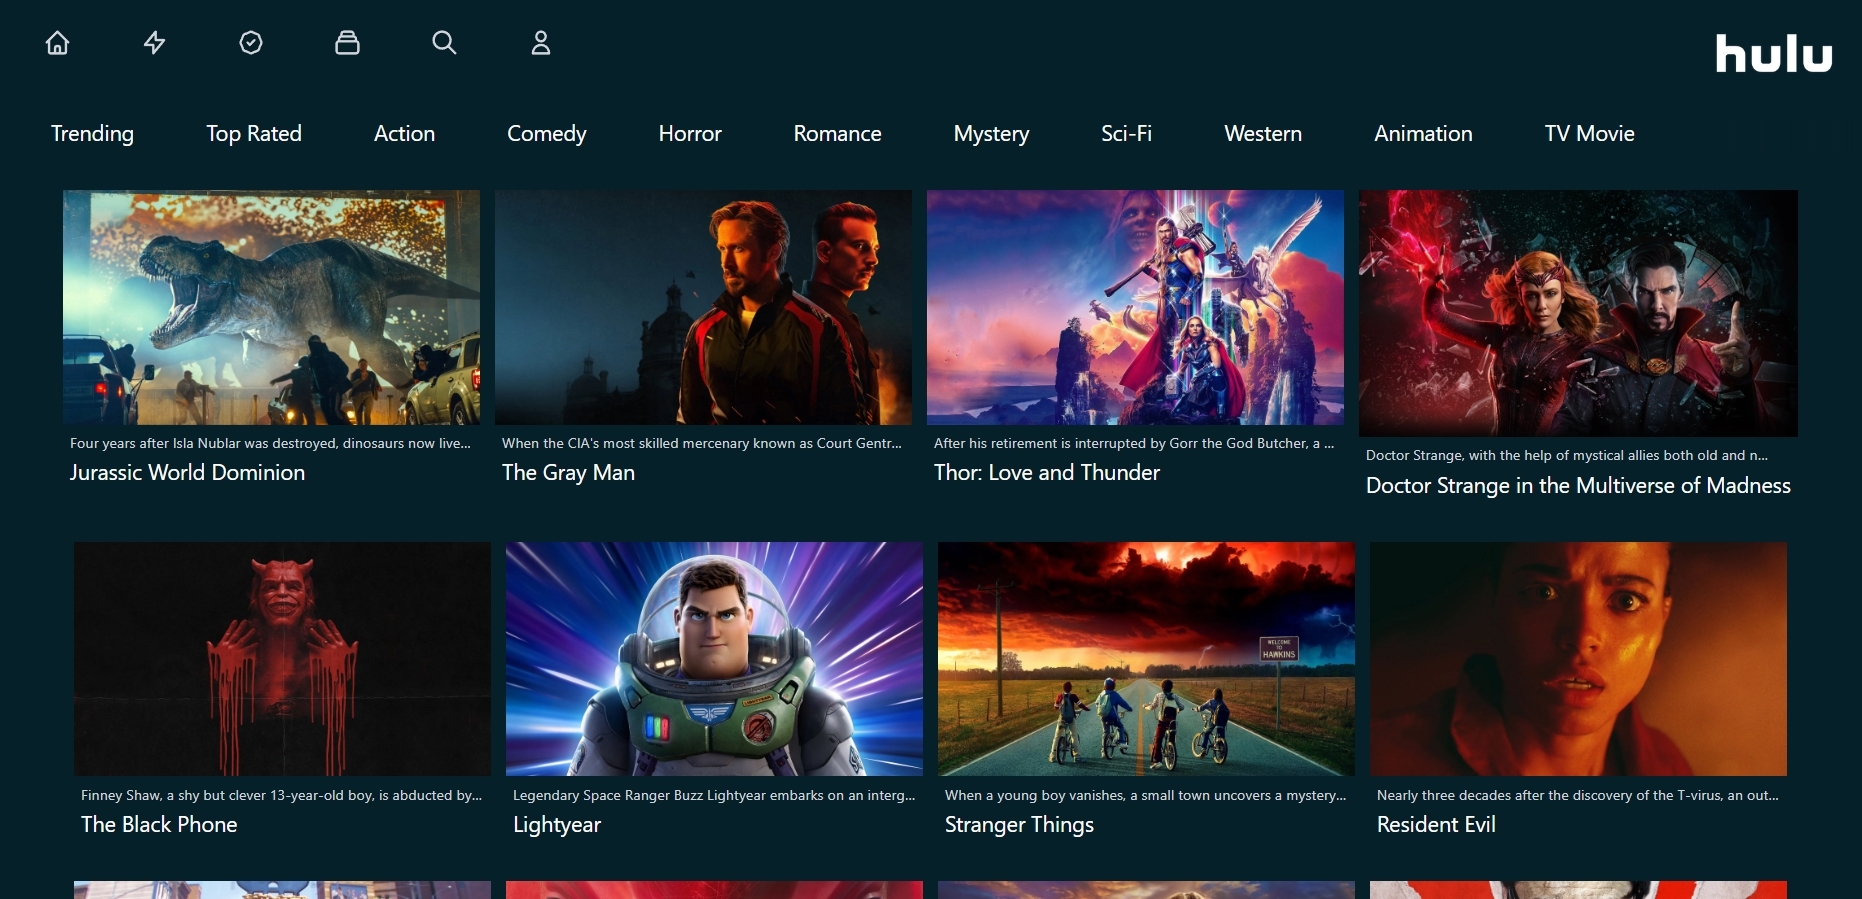 hulu
Trending Top Rated Action Comedy Horror Romance Mystery Sci-Fi Western Animation TV Movie
Four years after Isla Nublar was destroyed, dinosaurs now live...
Jurassic World Dominion
When the CIA's most skilled mercenary known as Court Gentr...
The Gray Man
After his retirement is interrupted by Gorr the God Butcher, a ...
Thor: Love and Thunder
Doctor Strange, with the help of mystical allies both old and n...
Doctor Strange in the Multiverse of Madness
WELCOME
TO
HAWKINS
Finney Shaw, a shy but clever 13-year-old boy, is abducted by...
The Black Phone
Legendary Space Ranger Buzz Lightyear embarks on an interg...
Lightyear
When a young boy vanishes, a small town uncovers a mystery...
Stranger Things
Nearly three decades after the discovery of the T-virus, an out...
Resident Evil